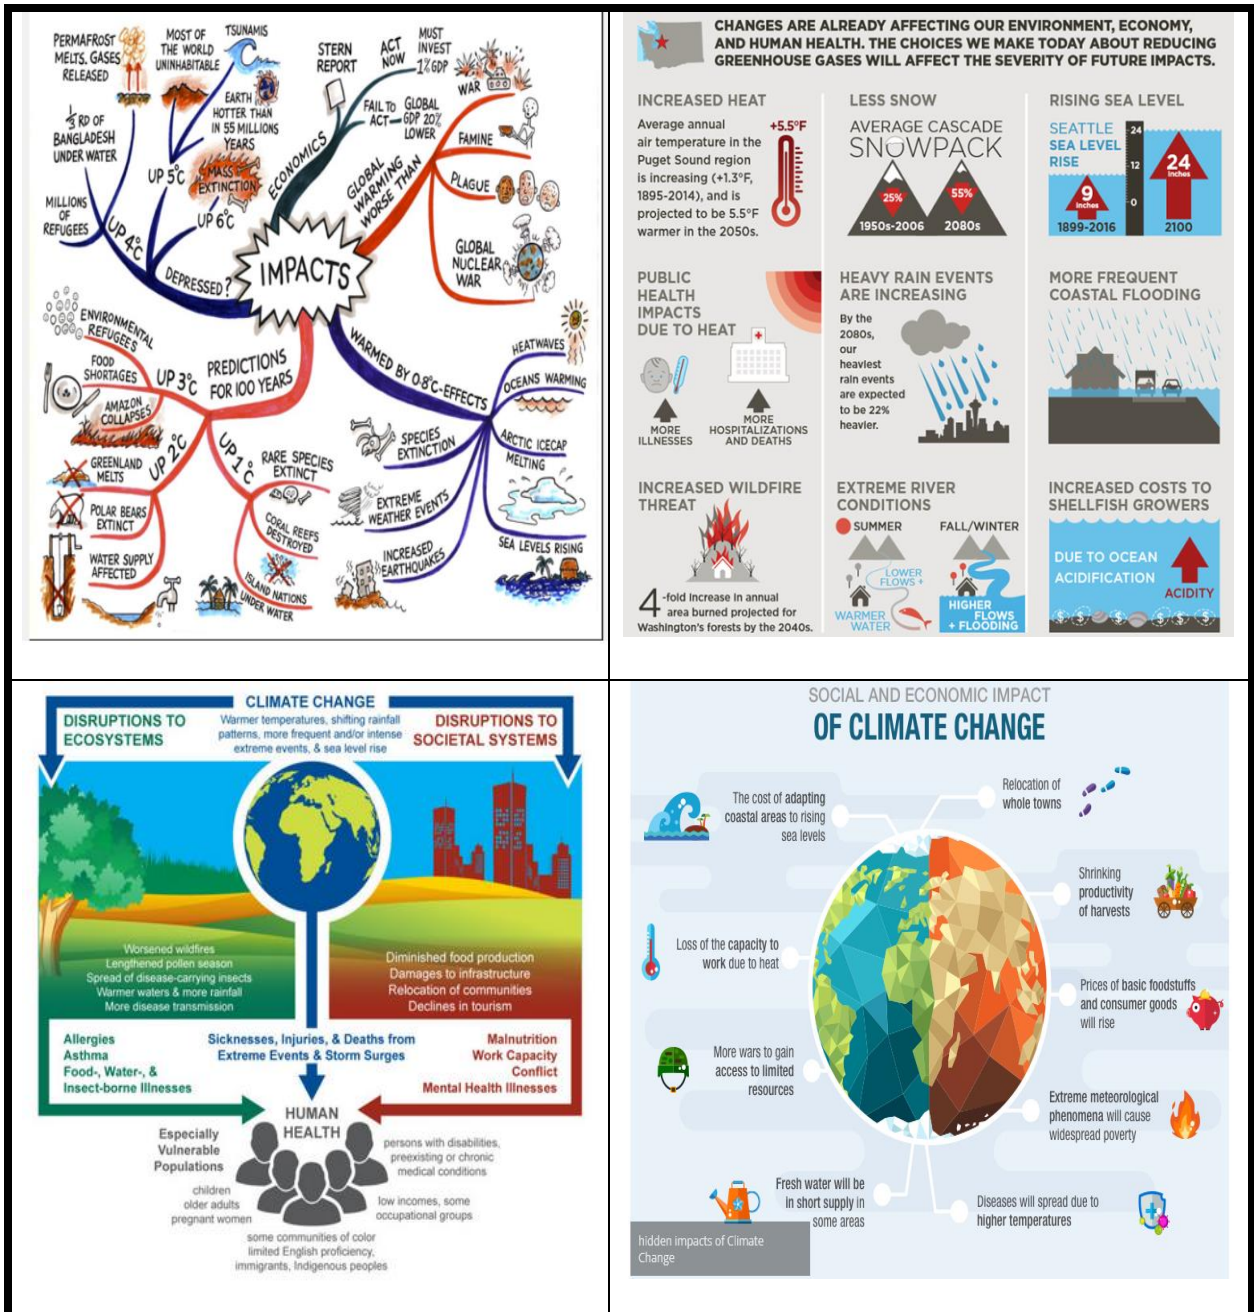 PERMAFROST
MELTS, GASES
RELEASED
MOST OF
THE WORLD
UNINHABITABLE
TSUNAMIS
EARTH
HOTTER THAN
IN 55 MILLIONS
YEARS
⅓ RD OF
BANGLADESH
UNDER WATER
UP 5°C
MASS
EXTINCTION
UP 6°C
MILLIONS
OF
REFUGEES
UP 4°C
DEPRESSED?
STERN
REPORT
ACT
NOW
MUST
INVEST
1% GDP
FAIL TO
ACT
GLOBAL
GDP 20%
LOWER
ECONOMICS
GLOBAL
WARMING
WORSE THAN
WAR
FAMINE
PLAGUE
GLOBAL
NUCLEAR
WAR
IMPACTS
ENVIRONMENTAL
REFUGEES
FOOD
SHORTAGES
AMAZON
COLLAPSES
UP 3°C
PREDICTIONS
FOR 100 YEARS
GREENLAND
MELTS
POLAR BEARS
EXTINCT
WATER SUPPLY
AFFECTED
UP 2°C
UP 1°C
RARE SPECIES
EXTINCT
CORAL REEFS
DESTROYED
ISLAND NATIONS
UNDER WATER
WARMED BY 0.8°C-EFFECTS
HEATWAVES
OCEANS WARMING
ARCTIC ICECAP
MELTING
SEA LEVELS RISING
SPECIES
EXTINCTION
EXTREME
WEATHER EVENTS
INCREASED
EARTHQUAKES
CHANGES ARE ALREADY AFFECTING OUR ENVIRONMENT, ECONOMY,
AND HUMAN HEALTH. THE CHOICES WE MAKE TODAY ABOUT REDUCING
GREENHOUSE GASES WILL AFFECT THE SEVERITY OF FUTURE IMPACTS.
INCREASED HEAT
Average annual
air temperature in the
Puget Sound region
is increasing (+1.3°F,
1895-2014), and is
projected to be 5.5°F
warmer in the 2050s.
+5.5°F
LESS SNOW
AVERAGE CASCADE
SNOWPACK
25%
55%
1950s-2006
2080s
RISING SEA LEVEL
SEATTLE
SEA LEVEL
RISE
24
12
0
9
inches
24
inches
1899-2016
2100
PUBLIC
HEALTH
IMPACTS
DUE TO HEAT
MORE
ILLNESSES
MORE
HOSPITALIZATIONS
AND DEATHS
HEAVY RAIN EVENTS
ARE INCREASING
By the
2080s,
our
heaviest
rain events
are expected
to be 22%
heavier.
MORE FREQUENT
COASTAL FLOODING
INCREASED WILDFIRE
THREAT
4-fold increase in annual
area burned projected for
Washington's forests by the 2040s.
EXTREME RIVER
CONDITIONS
SUMMER
FALL/WINTER
LOWER
FLOWS +
WARMER
WATER
HIGHER
FLOWS
+ FLOODING
INCREASED COSTS TO
SHELLFISH GROWERS
DUE TO OCEAN
ACIDIFICATION
ACIDITY
$ $ $ $
CLIMATE CHANGE
Warmer temperatures, shifting rainfall
patterns, more frequent and/or intense
extreme events, & sea level rise
DISRUPTIONS TO
ECOSYSTEMS
DISRUPTIONS TO
SOCIETAL SYSTEMS
Worsened wildfires
Lengthened pollen season
Spread of disease-carrying insects
Warmer waters & more rainfall
More disease transmission
Diminished food production
Damages to infrastructure
Relocation of communities
Declines in tourism
Allergies
Asthma
Food-, Water-, &
Insect-borne Illnesses
Sicknesses, Injuries, & Deaths from
Extreme Events & Storm Surges
Malnutrition
Work Capacity
Conflict
Mental Health Illnesses
HUMAN
HEALTH
Especially
Vulnerable
Populations
children
older adults
pregnant women
persons with disabilities,
preexisting or chronic
medical conditions
low incomes, some
occupational groups
some communities of color
limited English proficiency,
immigrants, Indigenous peoples
SOCIAL AND ECONOMIC IMPACT
OF CLIMATE CHANGE
The cost of adapting
coastal areas to rising
sea levels
Relocation of
whole towns
Shrinking
productivity
of harvests
Loss of the capacity to
work due to heat
Prices of basic foodstuffs
and consumer goods
will rise
More wars to gain
access to limited
resources
Extreme meteorological
phenomena will cause
widespread poverty
Fresh water will be
in short supply in
some areas
Diseases will spread due to
higher temperatures
hidden impacts of Climate
Change